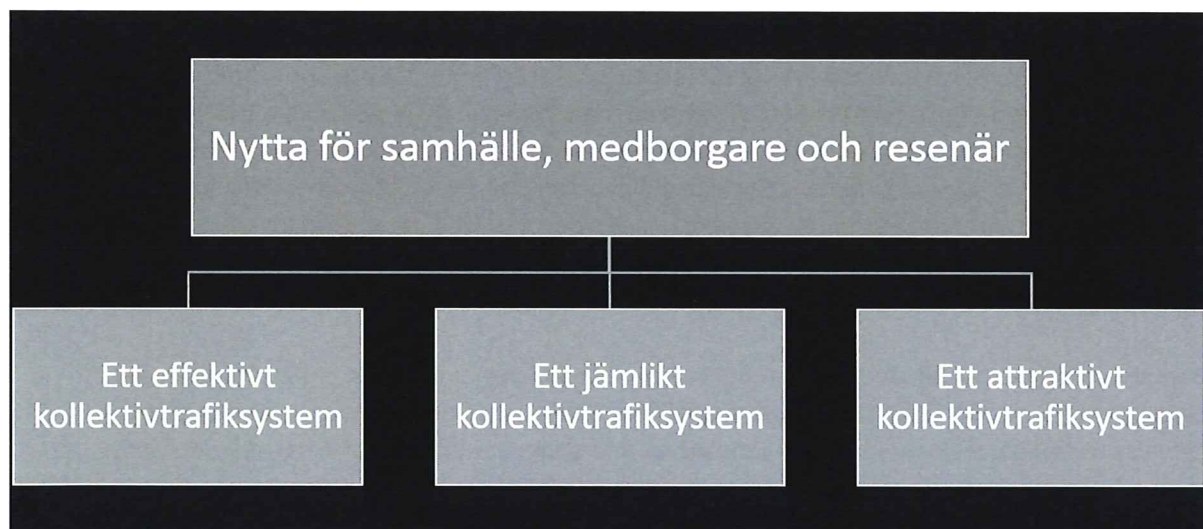 Nytta för samhälle, medborgare och resenär
Ett effektivt
kollektivtrafiksystem
Ett jämlikt
kollektivtrafiksystem
Ett attraktivt
kollektivtrafiksystem